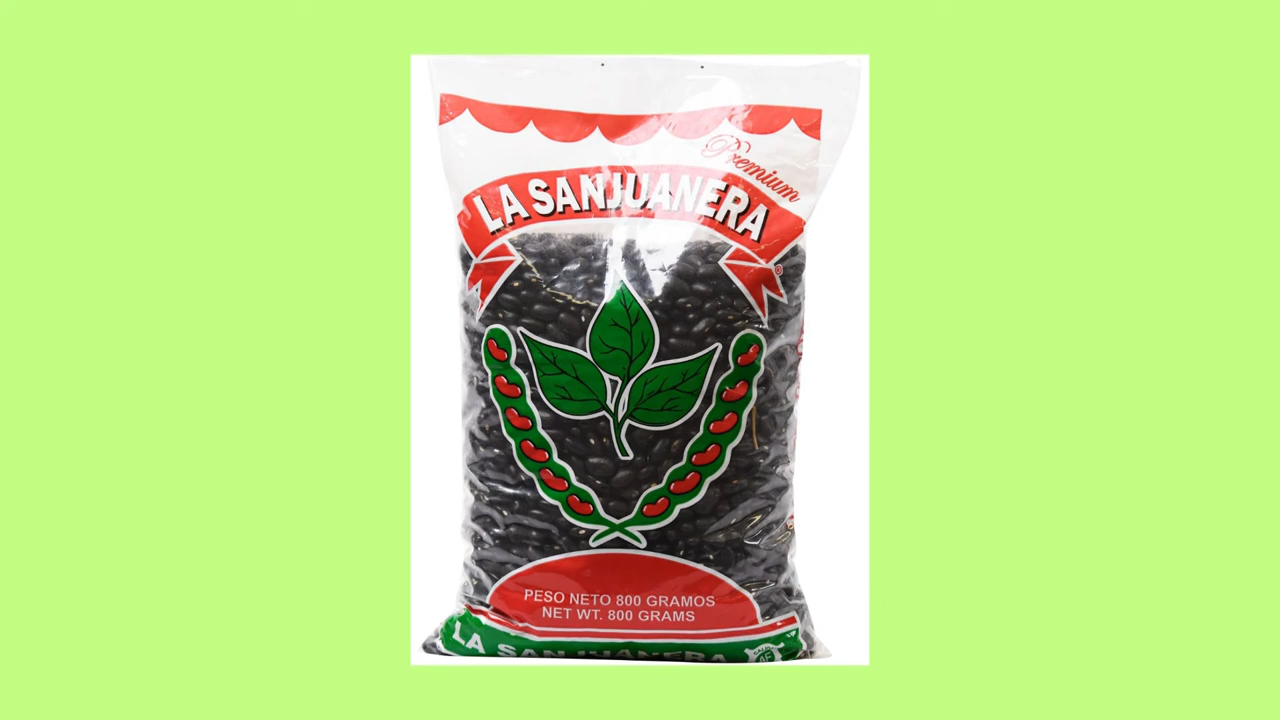 Premium
LA SANJUANERA
®
PESO NETO 800 GRAMOS
NET WT. 800 GRAMS
LA SANJUANERA